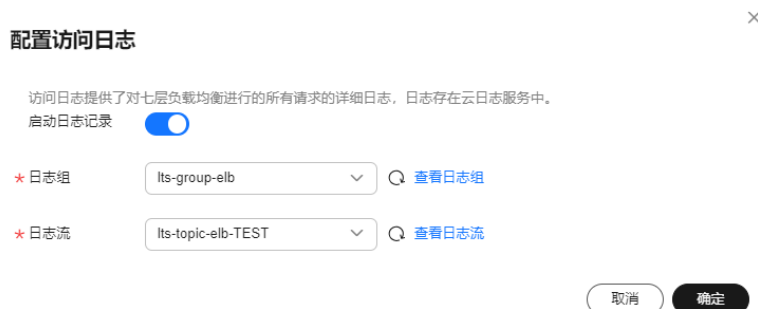 配置访问日志
访问日志提供了对七层负载均衡进行的所有请求的详细日志，日志存在云日志服务中。
启动日志记录
* 日志组 lts-group-elb 查看日志组
* 日志流 lts-topic-elb-TEST 查看日志流
取消 确定